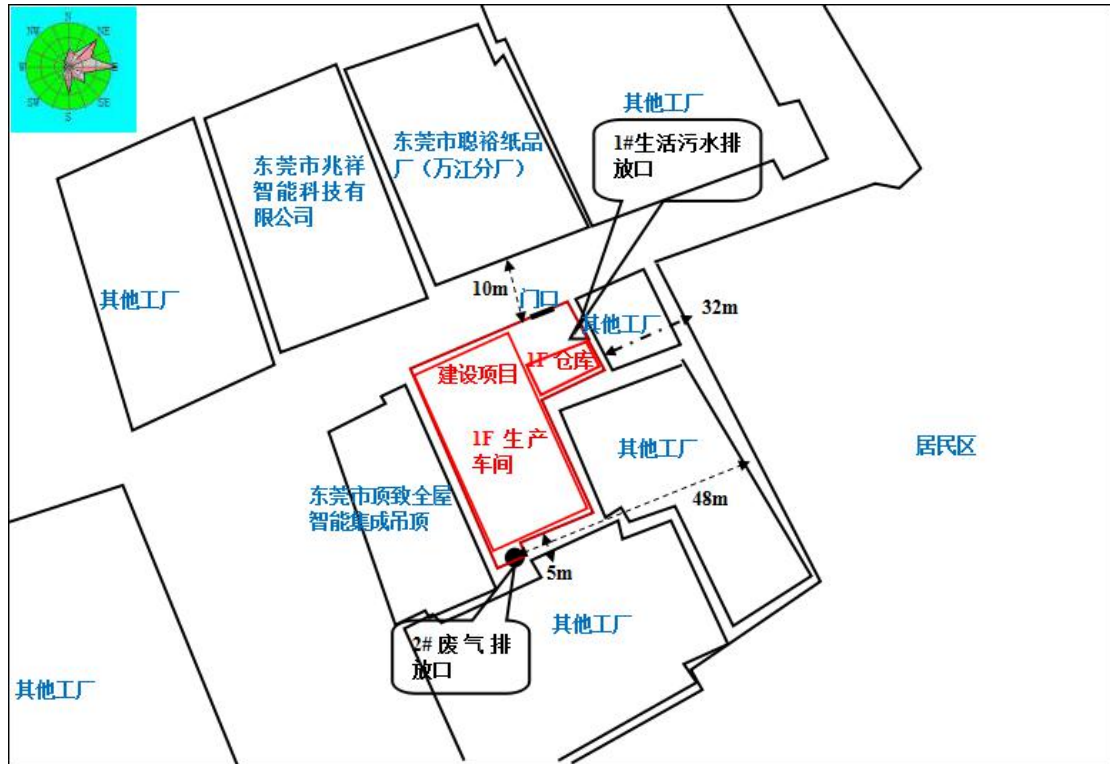 N
NW
NE
W
E
SW
SE
S
其他工厂
1#生活污水排
放口
东莞市聪裕纸品
厂（万江分厂）
东莞市兆祥
智能科技有
限公司
其他工厂
10m
门口
其他工厂
32m
1F 仓库
建设项目
1F 生产
车间
其他工厂
居民区
东莞市顶致全屋
智能集成吊顶
48m
5m
其他工厂
2#废气排
放口
其他工厂